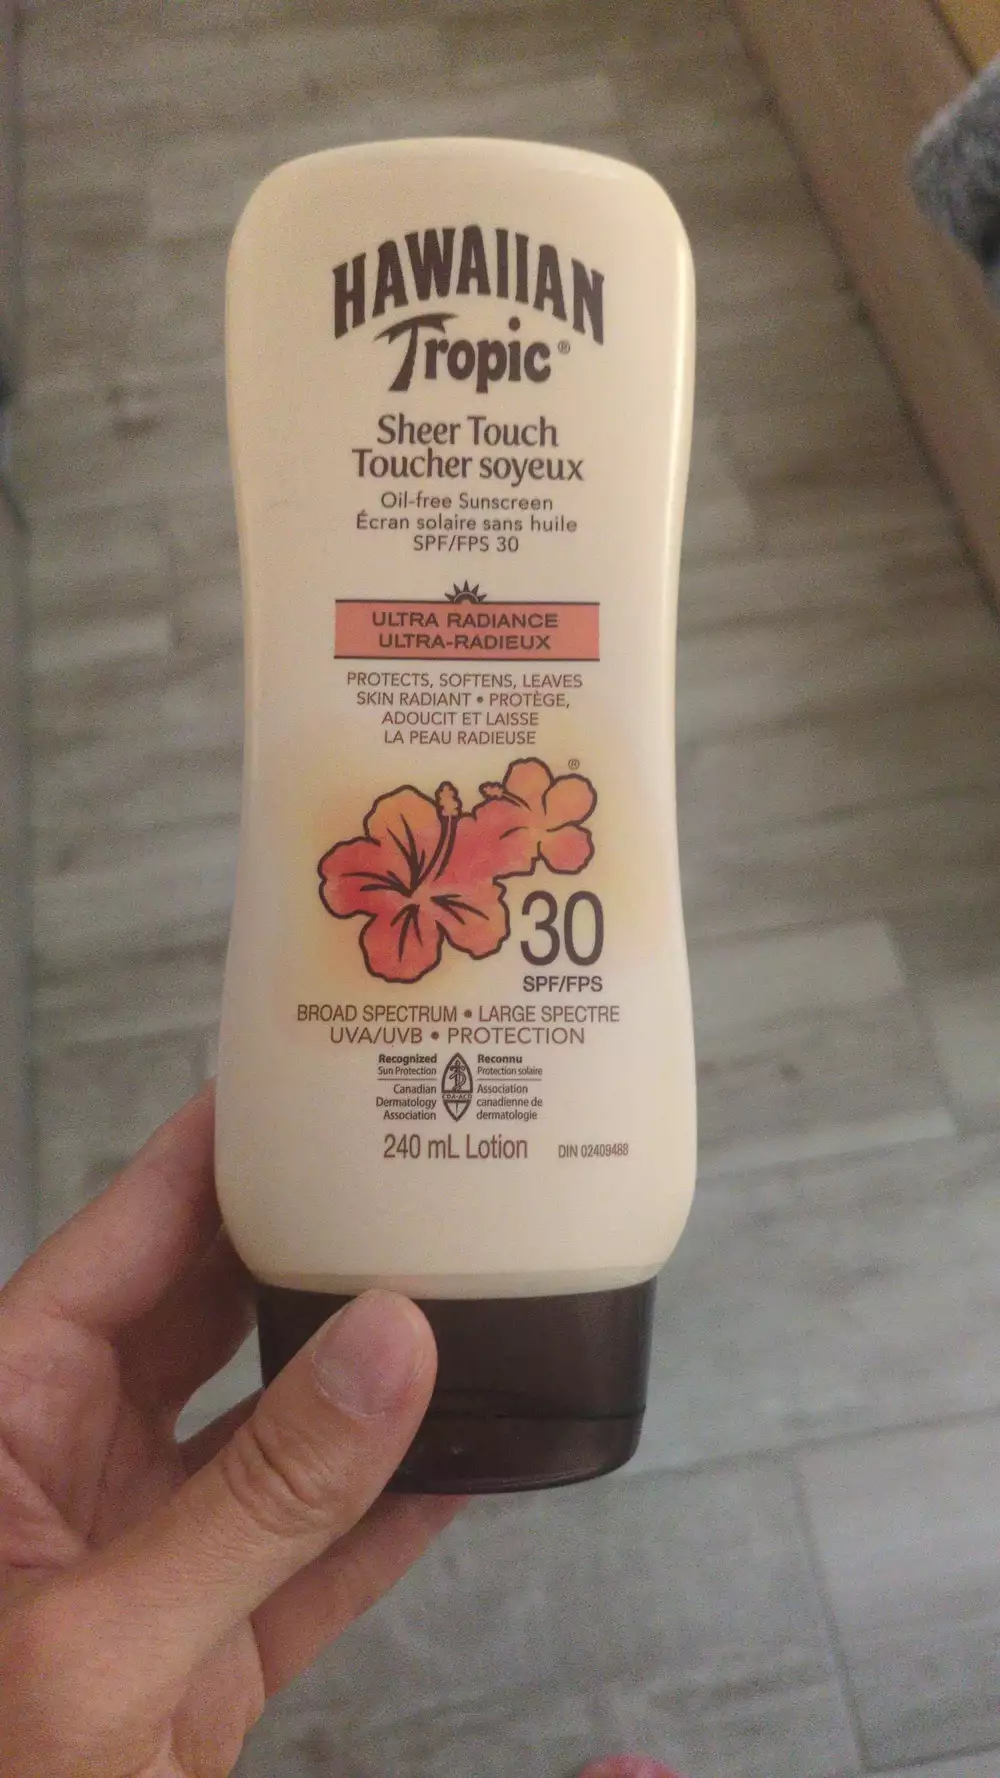 HAWAIIAN
Tropic®
Sheer Touch
Toucher soyeux
Oil-free Sunscreen
Écran solaire sans huile
SPF/FPS 30
ULTRA RADIANCE
ULTRA-RADIEUX
PROTECTS, SOFTENS, LEAVES
SKIN RADIANT • PROTÈGE,
ADOUCIT ET LAISSE
LA PEAU RADIEUSE
®
30
SPF/FPS
BROAD SPECTRUM • LARGE SPECTRE
UVA/UVB • PROTECTION
Recognized
Sun Protection
Canadian
Dermatology
Association
CDA-ACD
Reconnu
Protection solaire
Association
canadienne de
dermatologie
240 mL Lotion
DIN 02409488